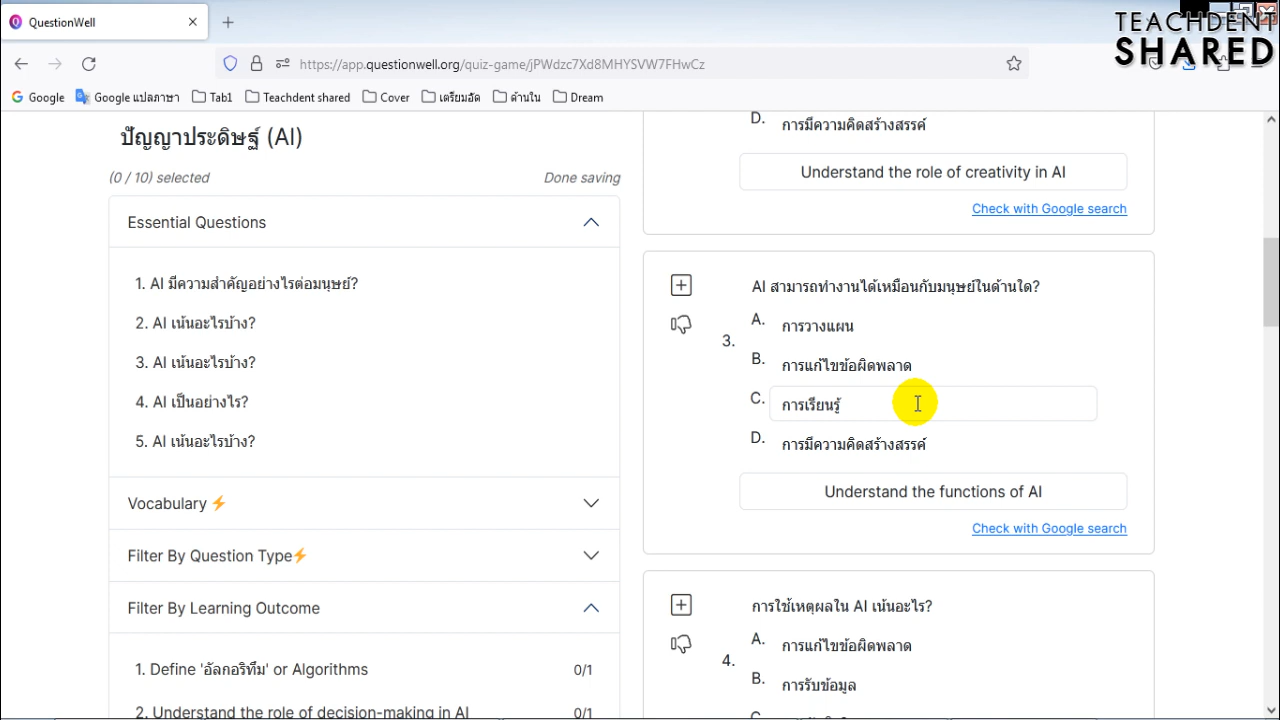 QuestionWell
TEACHDENT
SHARED
https://app.questionwell.org/quiz-game/jPWdzc7Xd8MHYSVW7FHwCz
Google
Google แปลภาษา
Tab1
Teachdent shared
Cover
เตรียมอัด
ด้านใน
Dream
ปัญญาประดิษฐ์ (AI)
(0 / 10) selected
Done saving
Essential Questions
1. AI มีความสำคัญอย่างไรต่อมนุษย์?
2. AI เน้นอะไรบ้าง?
3. AI เน้นอะไรบ้าง?
4. AI เป็นอย่างไร?
5. AI เน้นอะไรบ้าง?
Vocabulary
Filter By Question Type
Filter By Learning Outcome
1. Define 'อัลกอริทึม' or Algorithms 0/1
2. Understand the role of decision-making in AI 0/1
D. การมีความคิดสร้างสรรค์
Understand the role of creativity in AI
Check with Google search
3. AI สามารถทำงานได้เหมือนกับมนุษย์ในด้านใด?
A. การวางแผน
B. การแก้ไขข้อผิดพลาด
C. การเรียนรู้
D. การมีความคิดสร้างสรรค์
Understand the functions of AI
Check with Google search
4. การใช้เหตุผลใน AI เน้นอะไร?
A. การแก้ไขข้อผิดพลาด
B. การรับข้อมูล